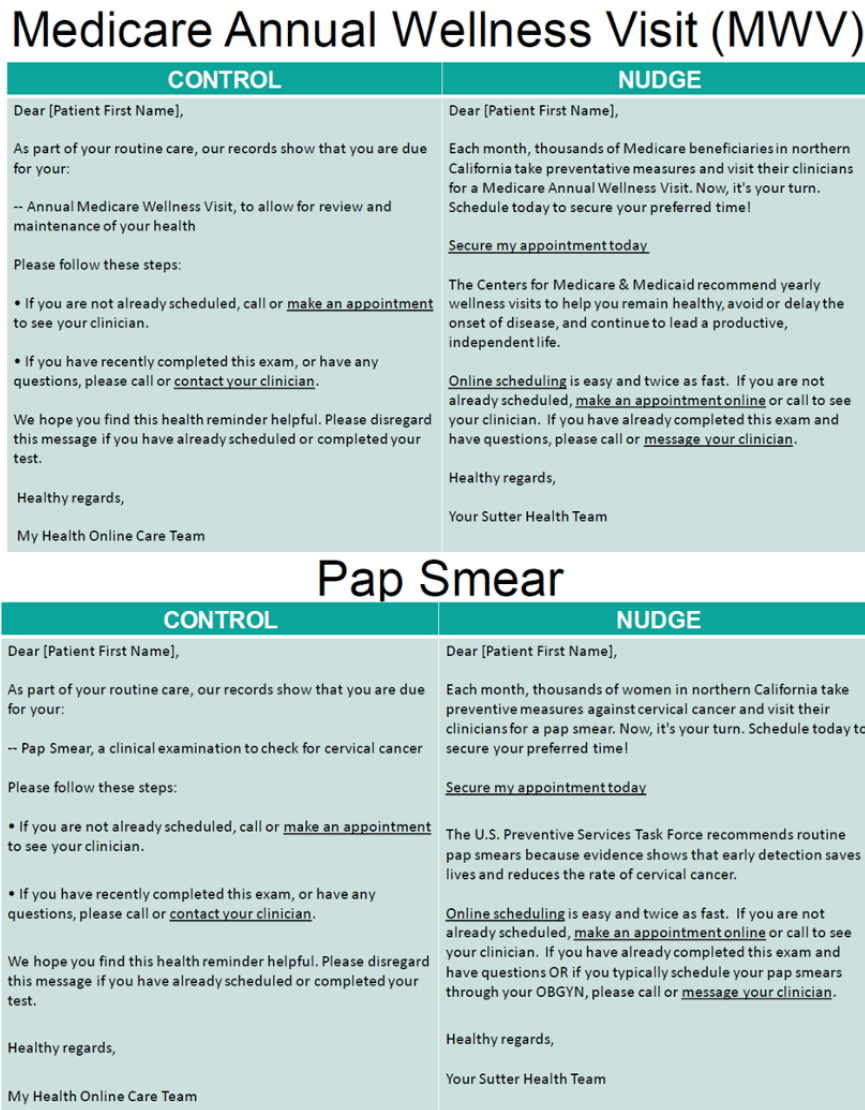 Medicare Annual Wellness Visit (MWV)
CONTROL
Dear [Patient First Name],
As part of your routine care, our records show that you are due
for your:
-- Annual Medicare Wellness Visit, to allow for review and
maintenance of your health
Please follow these steps:
• If you are not already scheduled, call or make an appointment
to see your clinician.
• If you have recently completed this exam, or have any
questions, please call or contact your clinician.
We hope you find this health reminder helpful. Please disregard
this message if you have already scheduled or completed your
test.
Healthy regards,
My Health Online Care Team
NUDGE
Dear [Patient First Name],
Each month, thousands of Medicare beneficiaries in northern
California take preventative measures and visit their clinicians
for a Medicare Annual Wellness Visit. Now, it's your turn.
Schedule today to secure your preferred time!
Secure my appointment today
The Centers for Medicare & Medicaid recommend yearly
wellness visits to help you remain healthy, avoid or delay the
onset of disease, and continue to lead a productive,
independent life.
Online scheduling is easy and twice as fast. If you are not
already scheduled, make an appointment online or call to see
your clinician. If you have already completed this exam and
have questions, please call or message your clinician.
Healthy regards,
Your Sutter Health Team
Pap Smear
CONTROL
Dear [Patient First Name],
As part of your routine care, our records show that you are due
for your:
-- Pap Smear, a clinical examination to check for cervical cancer
Please follow these steps:
• If you are not already scheduled, call or make an appointment
to see your clinician.
• If you have recently completed this exam, or have any
questions, please call or contact your clinician.
We hope you find this health reminder helpful. Please disregard
this message if you have already scheduled or completed your
test.
Healthy regards,
My Health Online Care Team
NUDGE
Dear [Patient First Name],
Each month, thousands of women in northern California take
preventive measures against cervical cancer and visit their
clinicians for a pap smear. Now, it's your turn. Schedule today to
secure your preferred time!
Secure my appointment today
The U.S. Preventive Services Task Force recommends routine
pap smears because evidence shows that early detection saves
lives and reduces the rate of cervical cancer.
Online scheduling is easy and twice as fast. If you are not
already scheduled, make an appointment online or call to see
your clinician. If you have already completed this exam and
have questions OR if you typically schedule your pap smears
through your OBGYN, please call or message your clinician.
Healthy regards,
Your Sutter Health Team